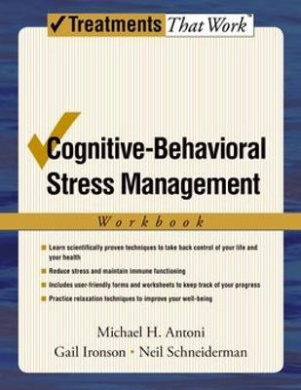 Treatments That Work™
Cognitive-Behavioral
Stress Management
Workbook
Learn scientifically proven techniques to take back control of your life and
your health
Reduce stress and maintain immune functioning
Includes user-friendly forms and worksheets to keep track of your progress
Practice relaxation techniques to improve your well-being
Michael H. Antoni
Gail Ironson • Neil Schneiderman